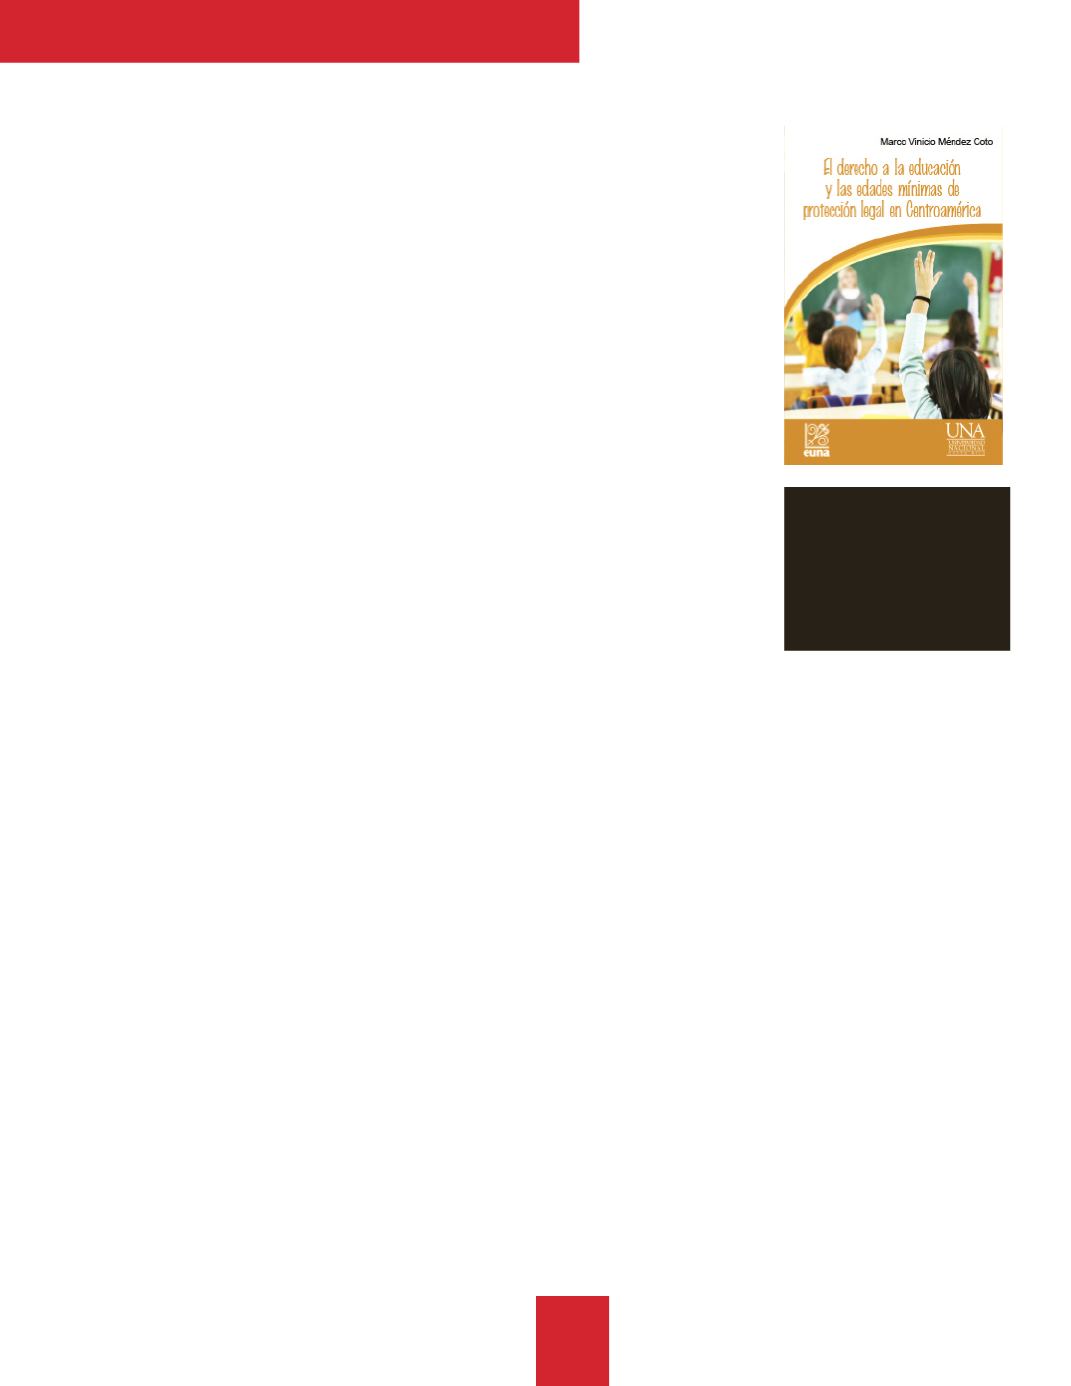 Marco Vinicio Méndez Coto
El derecho a la educación
y las edades mínimas de
protección legal en Centroamérica
euna
UNA
UNIVERSIDAD
NACIONAL